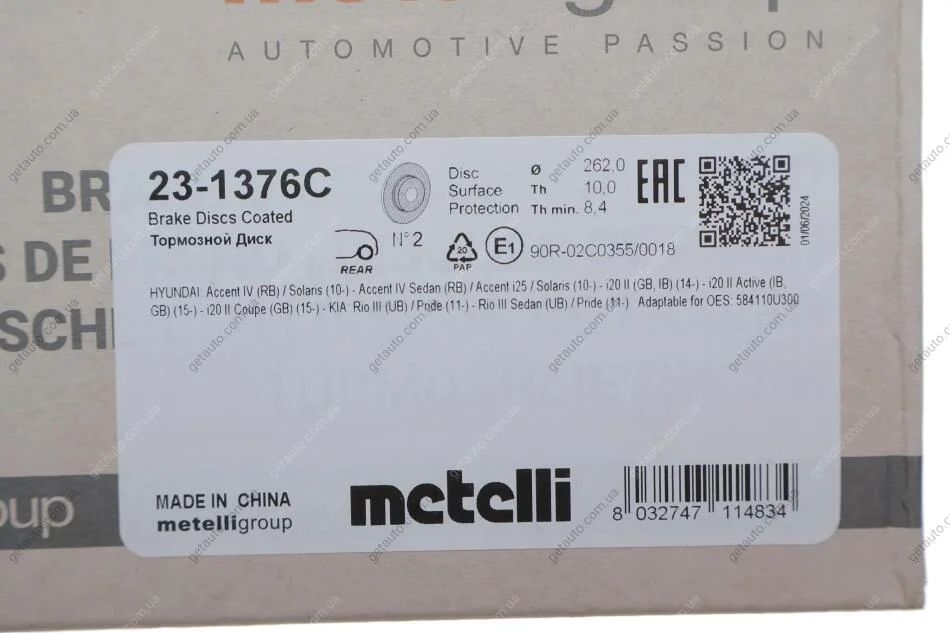 AUTOMOTIVE PASSION
BR
DE
SCHE
23-1376C
Brake Discs Coated
Тормозной Диск
REAR
N° 2
Disc
Surface
Protection
Ø 262,0
Th 10,0
Th min. 8,4
20
PAP
E1
90R-02C0355/0018
EAC
01/06/2024
HYUNDAI: Accent IV (RB) / Solaris (10-) - Accent IV Sedan (RB) / Accent i25 / Solaris (10-) - i20 II (GB, IB) (14-) - i20 II Active (IB,
GB) (15-) - i20 II Coupe (GB) (15-) - KIA: Rio III (UB) / Pride (11-) - Rio III Sedan (UB) / Pride (11-) Adaptable for OES: 584110U300
MADE IN CHINA
metelligroup
metelli
8 032747 114834
oup
getauto.com.ua